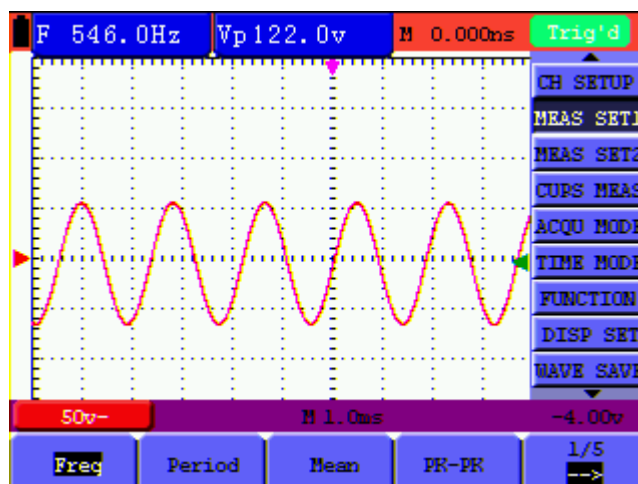 F 546.0Hz
Vp122.0v
M 0.000ns
Trig'd
CH SETUP
MEAS SET1
MEAS SET2
CUPS MEAS
ACQU MODE
TIME MODE
FUNCTION
DISP SET
WAVE SAVE
50v~
M 1.0ms
-4.00v
Freq
Period
Mean
PK-PK
1/5
-->